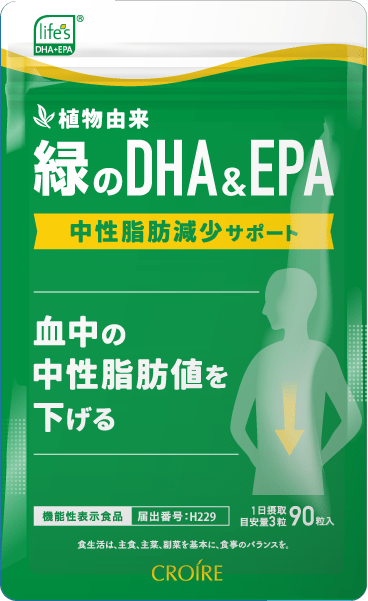 life's®
DHA+EPA
植物由来
緑のDHA&EPA
中性脂肪減少サポート
血中の
中性脂肪値を
下げる
機能性表示食品 届出番号:H229
1日摂取
目安量3粒 90粒入
食生活は、主食、主菜、副菜を基本に、食事のバランスを。
CROIRE